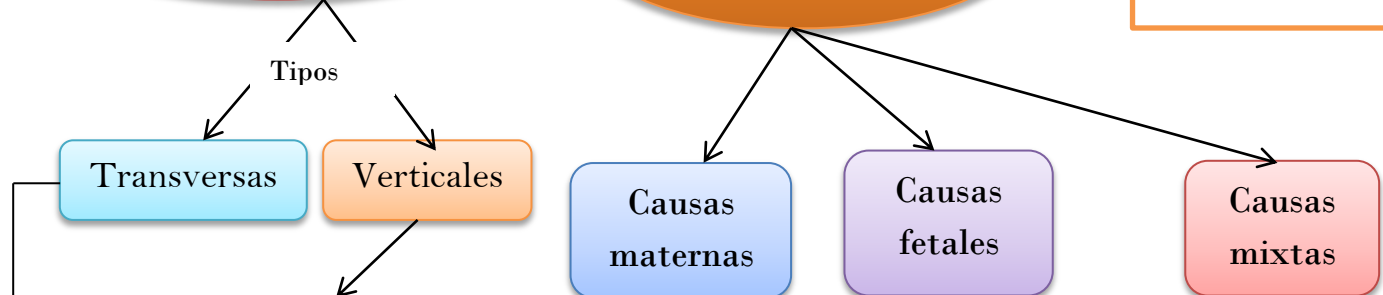 Tipos
Transversas
Verticales
Causas
maternas
Causas
fetales
Causas
mixtas